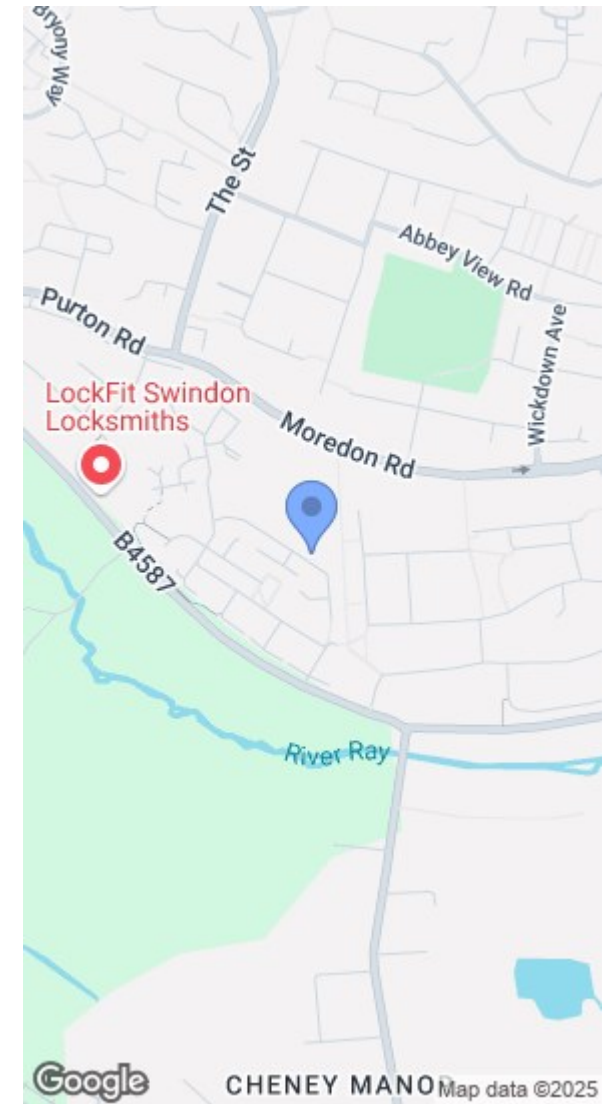 Bryony Way
The St
Abbey View Rd
Purton Rd
Wickdown Ave
LockFit Swindon
Locksmiths
Moredon Rd
B4587
River Ray
Google
CHENEY MANO
Map data ©2025